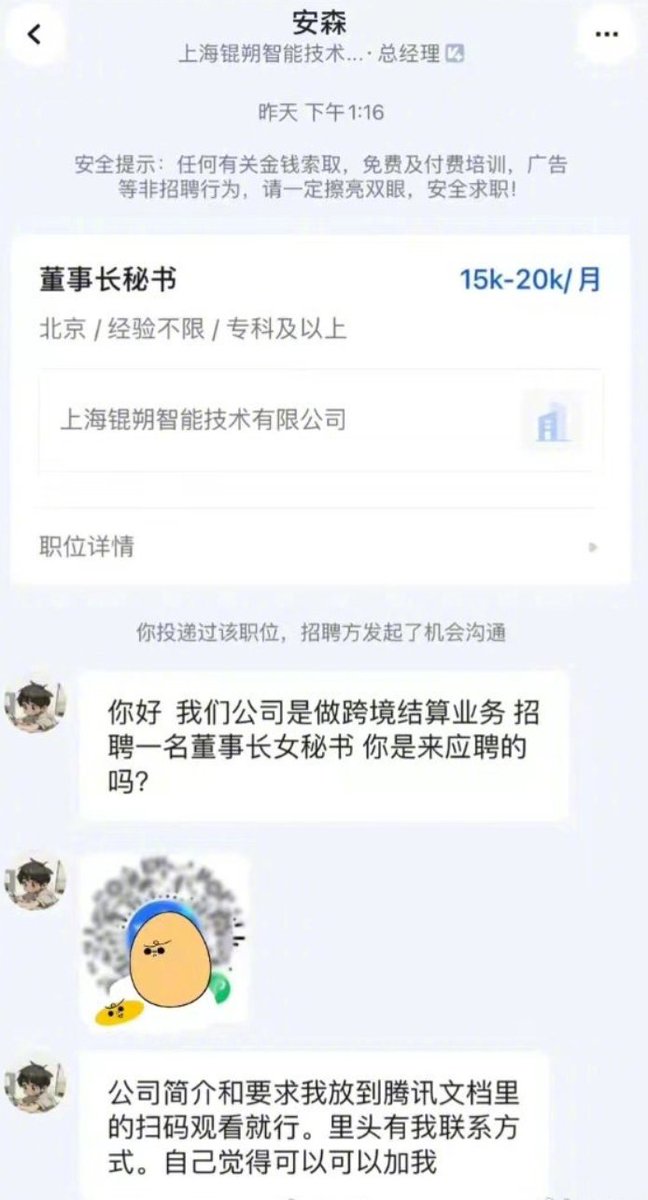 安森
上海锟朔智能技术...· 总经理
昨天 下午1:16
安全提示：任何有关金钱索取，免费及付费培训，广告
等非招聘行为，请一定擦亮双眼，安全求职！
董事长秘书
15k-20k/月
北京 / 经验不限 / 专科及以上
上海锟朔智能技术有限公司
职位详情
你投递过该职位，招聘方发起了机会沟通
你好 我们公司是做跨境结算业务 招
聘一名董事长女秘书 你是来应聘的
吗？
公司简介和要求我放到腾讯文档里
的扫码观看就行。里头有我联系方
式。自己觉得可以可以加我